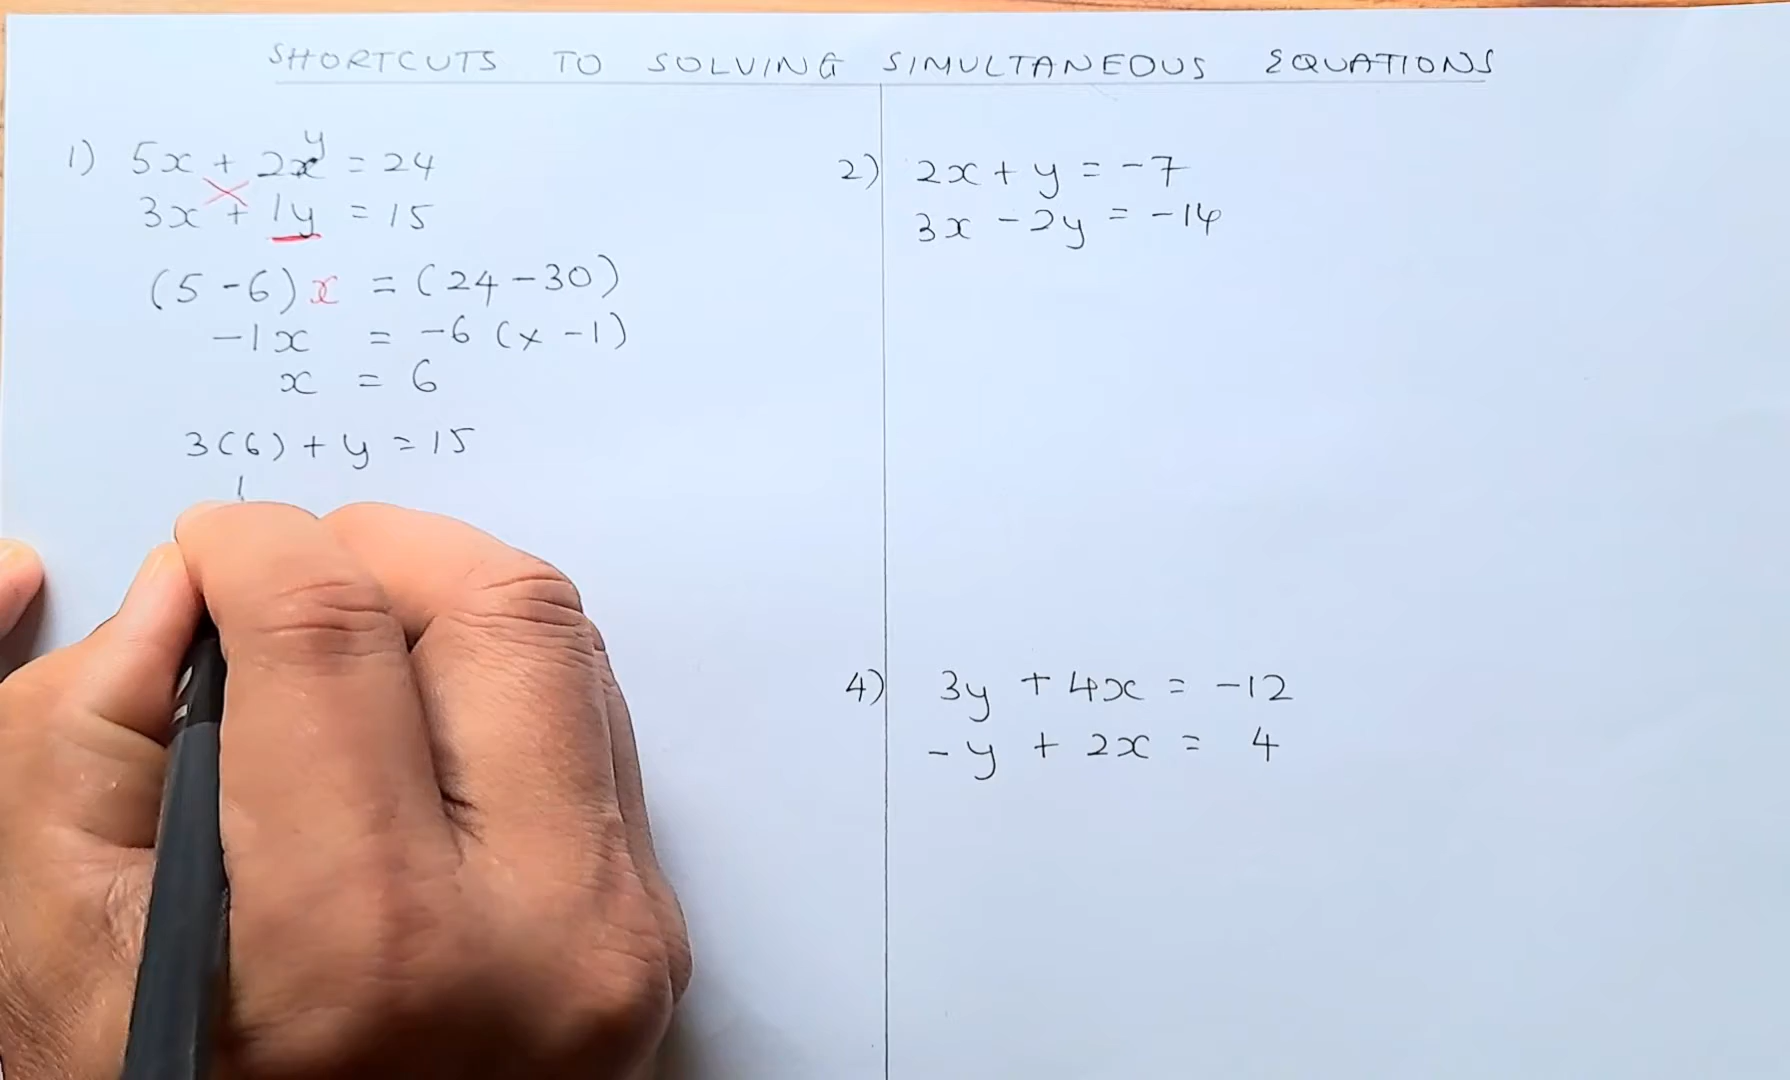 SHORTCUTS TO SOLVING SIMULTANEOUS EQUATIONS
1) 5x + 2y = 24
3x + 1y = 15
(5 - 6)x = (24 - 30)
-1x = -6 (x -1)
x = 6
3(6) + y = 15
1
2) 2x + y = -7
3x - 2y = -14
4) 3y + 4x = -12
- y + 2x = 4